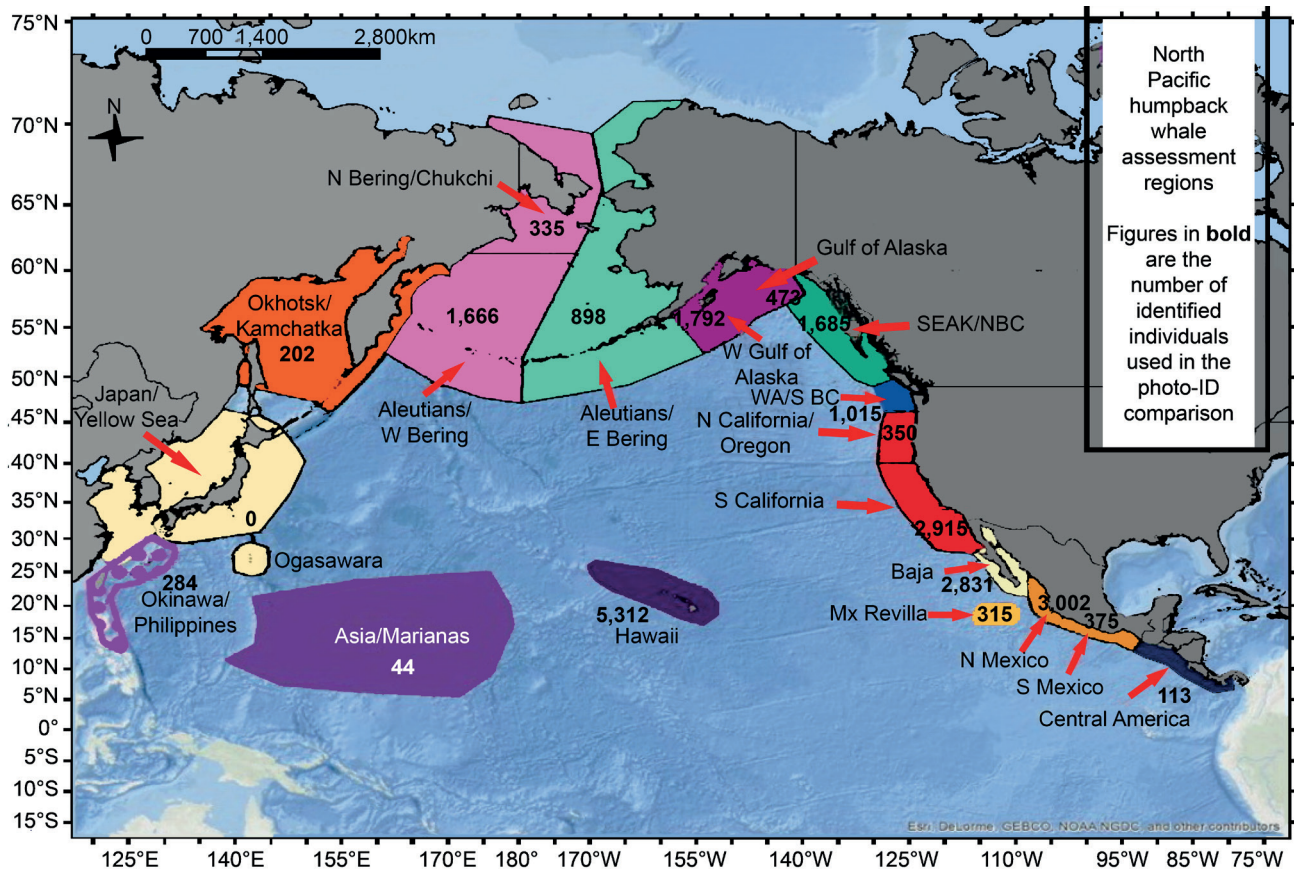 75°N
70°N
65°N
60°N
55°N
50°N
45°N
40°N
35°N
30°N
25°N
20°N
15°N
10°N
5°N
0°
5°S
10°S
15°S
0 700 1,400 2,800km
N
N Bering/Chukchi
335
Okhotsk/
Kamchatka
202
1,666
898
Gulf of Alaska
473
1,792
1,685
SEAK/NBC
W Gulf of
Alaska
WA/S BC
1,015
Japan/
Yellow Sea
Aleutians/
W Bering
Aleutians/
E Bering
N California/
Oregon
350
S California
2,915
0
Ogasawara
284
Okinawa/
Philippines
Asia/Marianas
44
5,312
Hawaii
Baja
2,831
Mx Revilla
315
3,002
375
N Mexico
S Mexico
Central America
113
North
Pacific
humpback
whale
assessment
regions
Figures in bold
are the
number of
identified
individuals
used in the
photo-ID
comparison
Esri, DeLorme, GEBCO, NOAA NGDC, and other contributors
125°E 140°E 155°E 170°E 180° 170°W 155°W 140°W 125°W 110°W 95°W 85°W 75°W